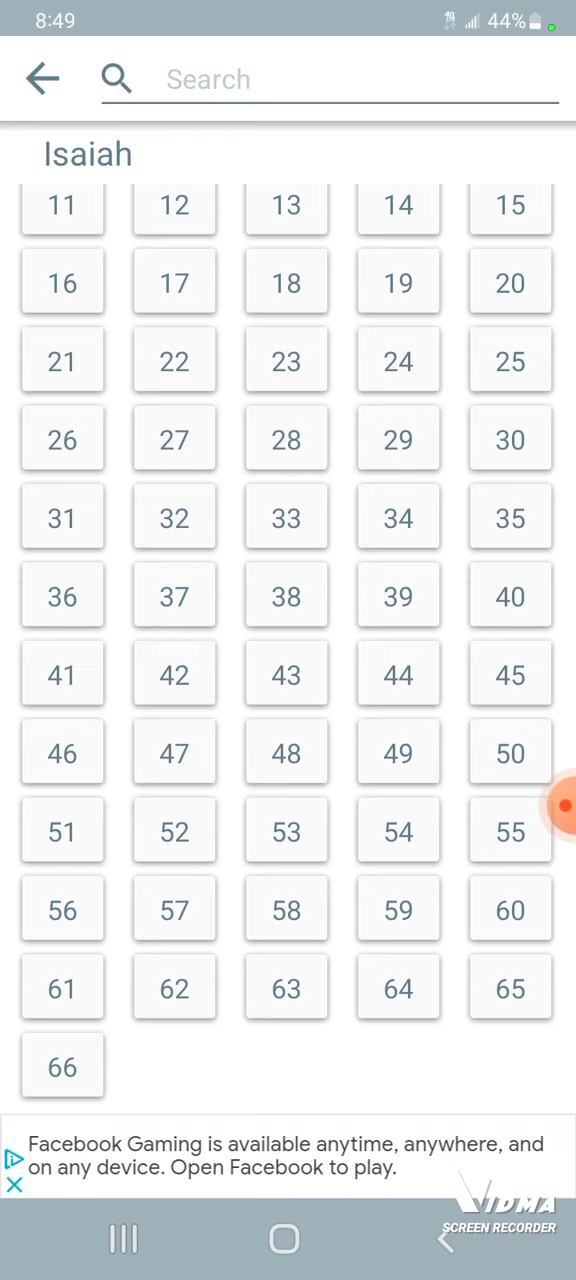 8:49 44%
Search
Isaiah
11 12 13 14 15
16 17 18 19 20
21 22 23 24 25
26 27 28 29 30
31 32 33 34 35
36 37 38 39 40
41 42 43 44 45
46 47 48 49 50
51 52 53 54 55
56 57 58 59 60
61 62 63 64 65
66
Facebook Gaming is available anytime, anywhere, and
on any device. Open Facebook to play.
VIDMA
SCREEN RECORDER